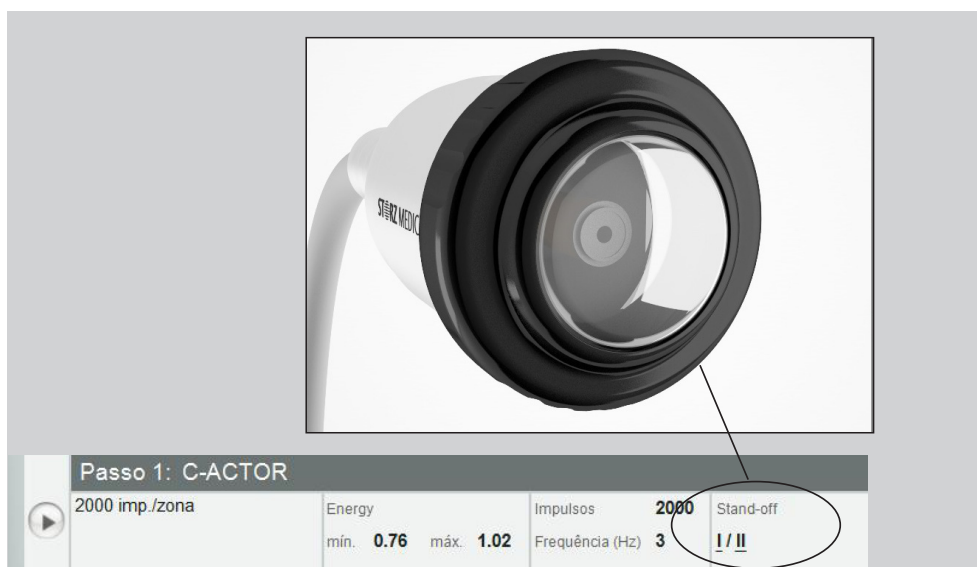 STORZ MEDIC
Passo 1: C-ACTOR
2000 imp./zona
Energy
mín. 0.76 máx. 1.02
Impulsos 2000
Frequência (Hz) 3
Stand-off
I / II